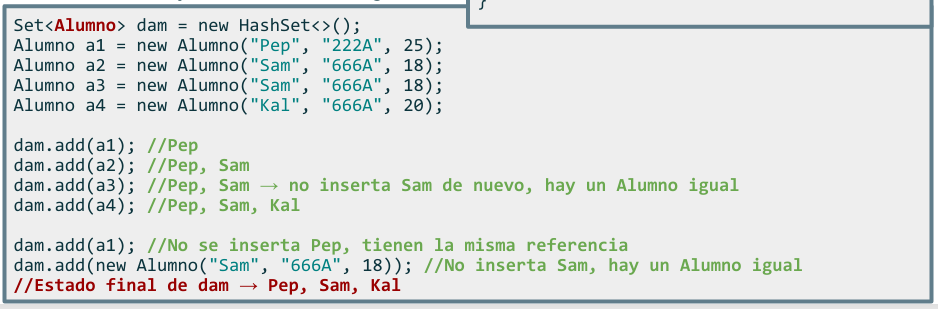 }
Set<Alumno> dam = new HashSet<>();
Alumno a1 = new Alumno("Pep", "222A", 25);
Alumno a2 = new Alumno("Sam", "666A", 18);
Alumno a3 = new Alumno("Sam", "666A", 18);
Alumno a4 = new Alumno("Kal", "666A", 20);
dam.add(a1); //Pep
dam.add(a2); //Pep, Sam
dam.add(a3); //Pep, Sam → no inserta Sam de nuevo, hay un Alumno igual
dam.add(a4); //Pep, Sam, Kal
dam.add(a1); //No se inserta Pep, tienen la misma referencia
dam.add(new Alumno("Sam", "666A", 18)); //No inserta Sam, hay un Alumno igual
//Estado final de dam → Pep, Sam, Kal